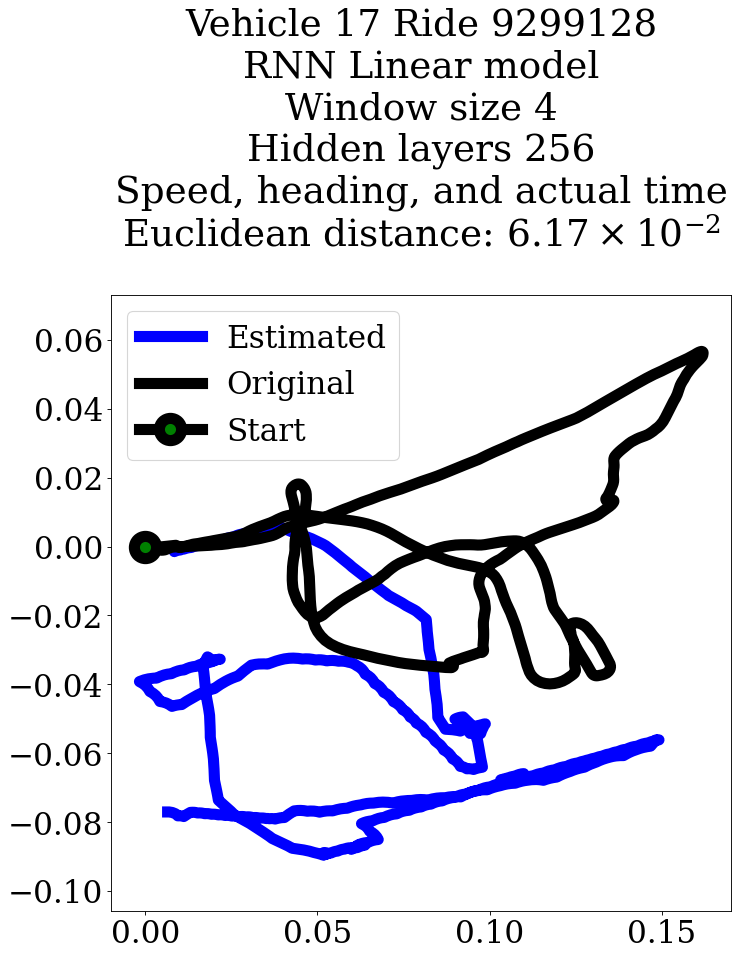 Vehicle 17 Ride 9299128
RNN Linear model
Window size 4
Hidden layers 256
Speed, heading, and actual time
Euclidean distance: 6.17 × 10⁻²
Estimated
Original
Start
0.06
0.04
0.02
0.00
−0.02
−0.04
−0.06
−0.08
−0.10
0.00 0.05 0.10 0.15